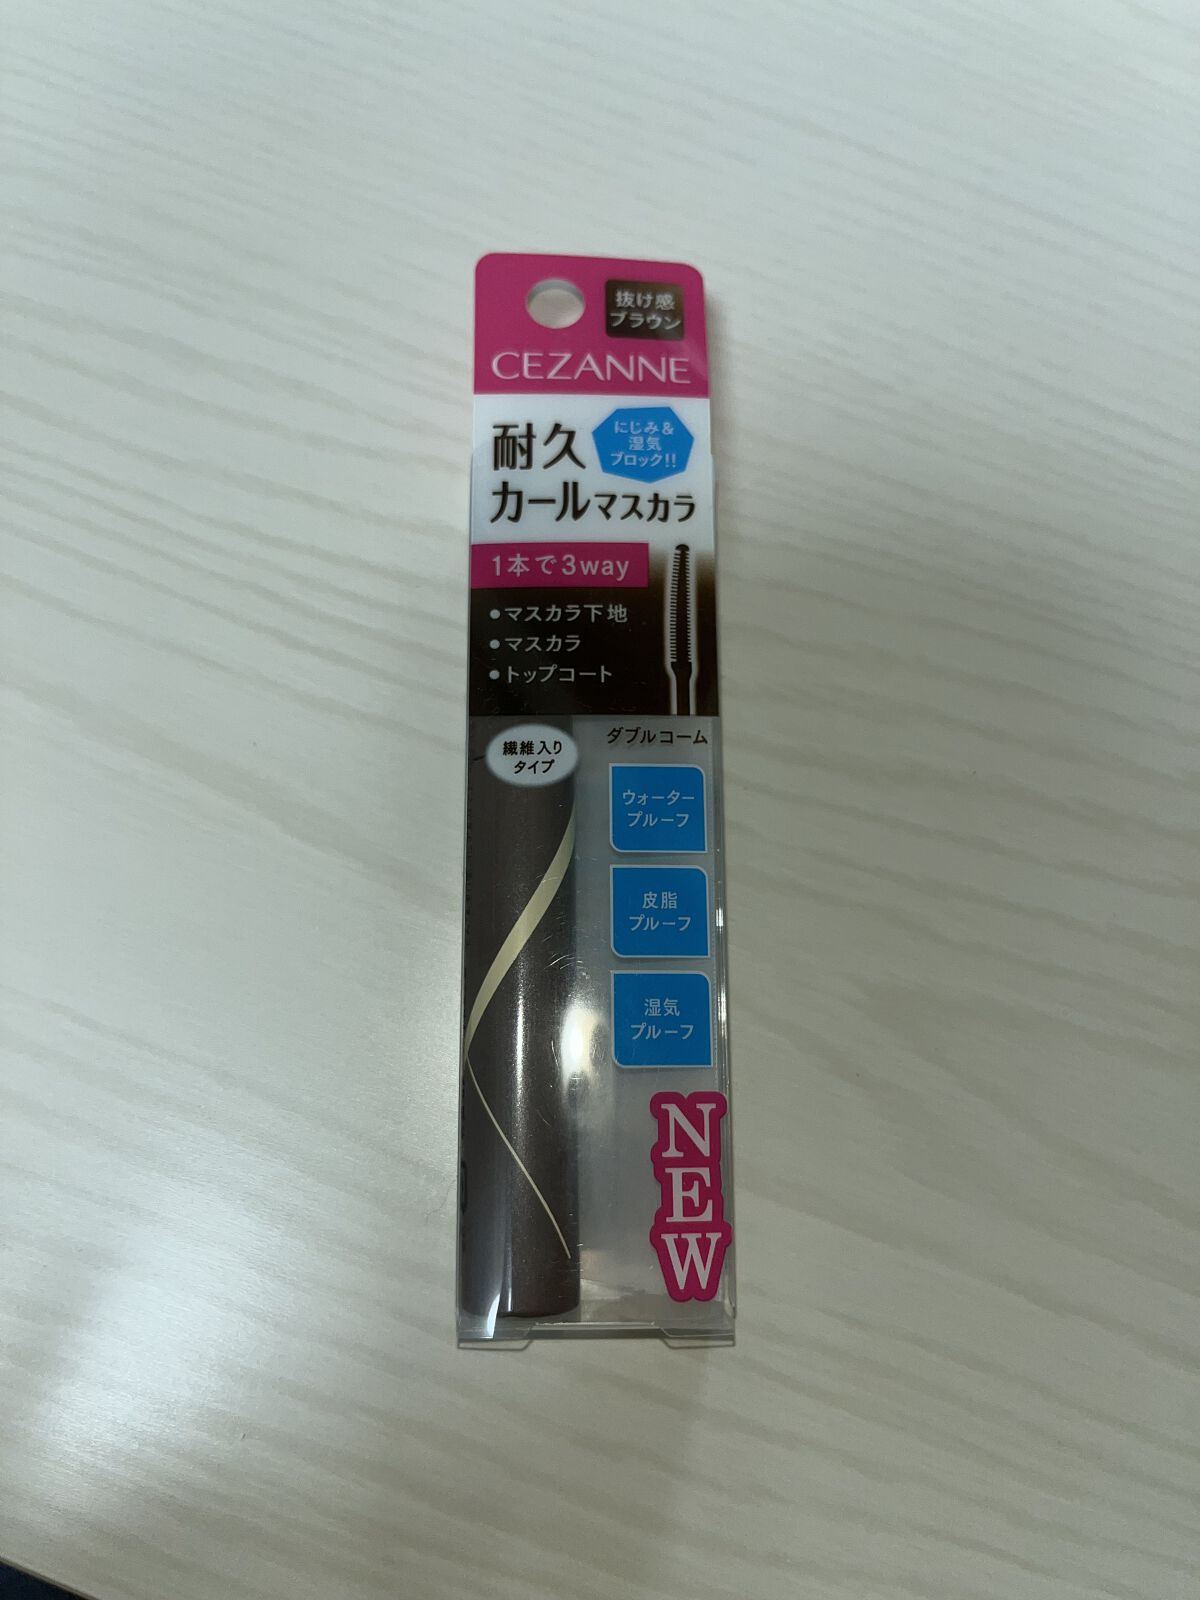 抜け感
ブラウン
CEZANNE
耐久
カールマスカラ
にじみ&
湿気
ブロック!!
1本で3way
●マスカラ下地
●マスカラ
●トップコート
繊維入り
タイプ
ダブルコーム
ウォーター
プルーフ
皮脂
プルーフ
湿気
プルーフ
NEW